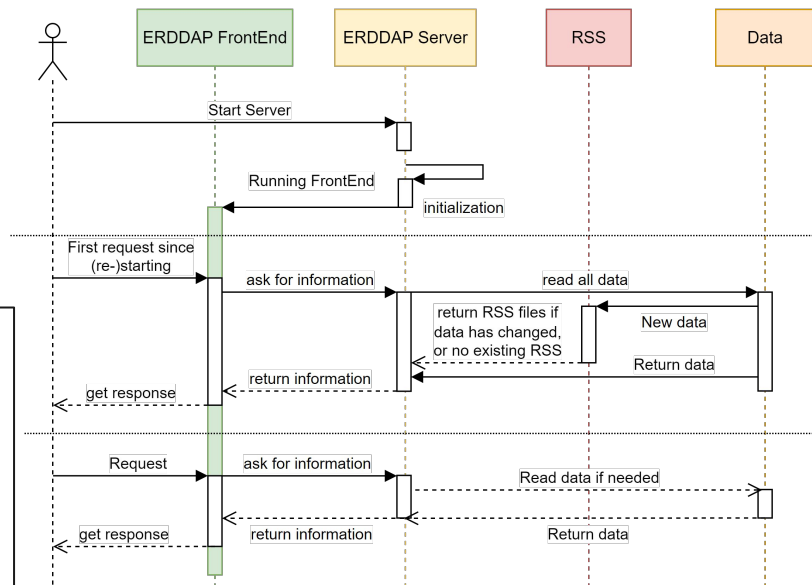 ERDDAP FrontEnd
ERDDAP Server
RSS
Data
Start Server
Running FrontEnd
initialization
First request since
(re-)starting
ask for information
read all data
return RSS files if
data has changed,
or no existing RSS
New data
Return data
return information
get response
Request
ask for information
Read data if needed
return information
Return data
get response